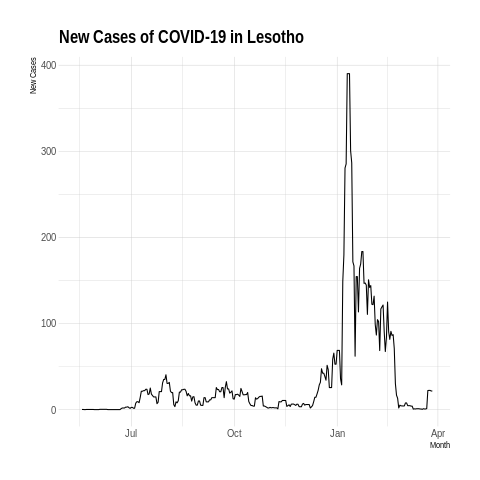 New Cases of COVID-19 in Lesotho
New Cases
400
300
200
100
0
Jul
Oct
Jan
Apr
Month